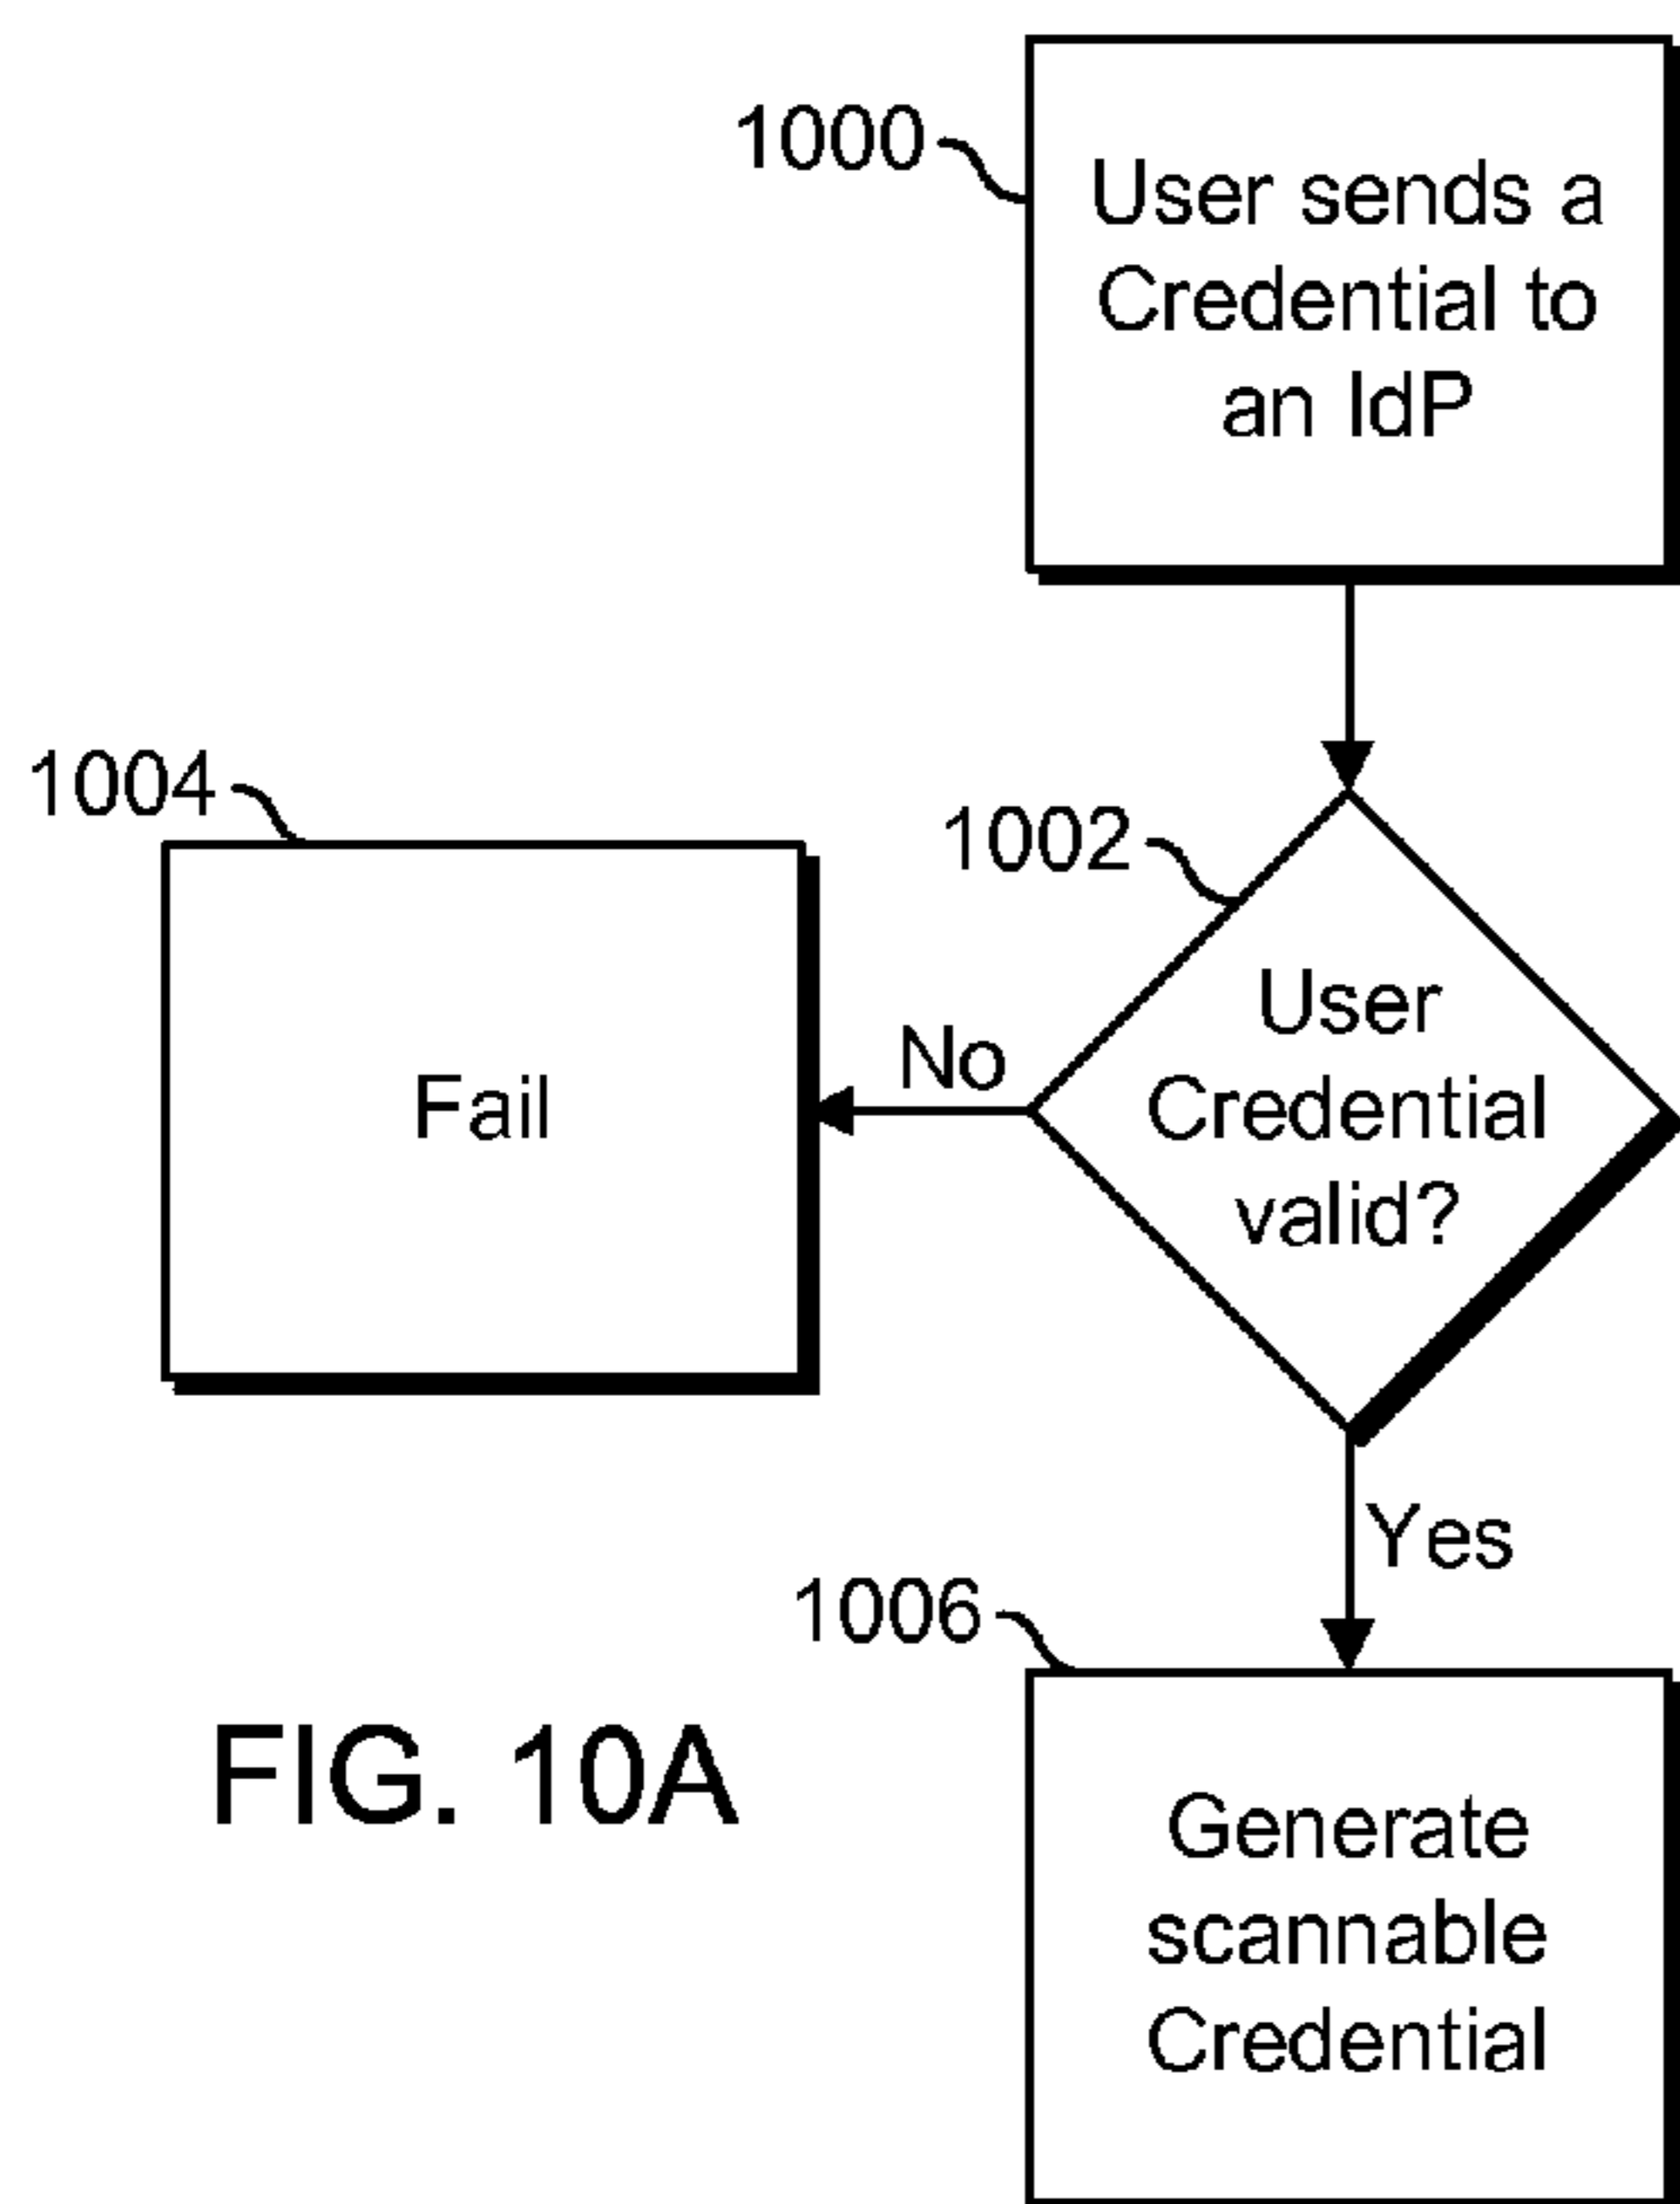 1000
User sends a
Credential to
an IdP
1004
1002
User
Credential
valid?
No
Fail
Yes
1006
Generate
scannable
Credential
FIG. 10A